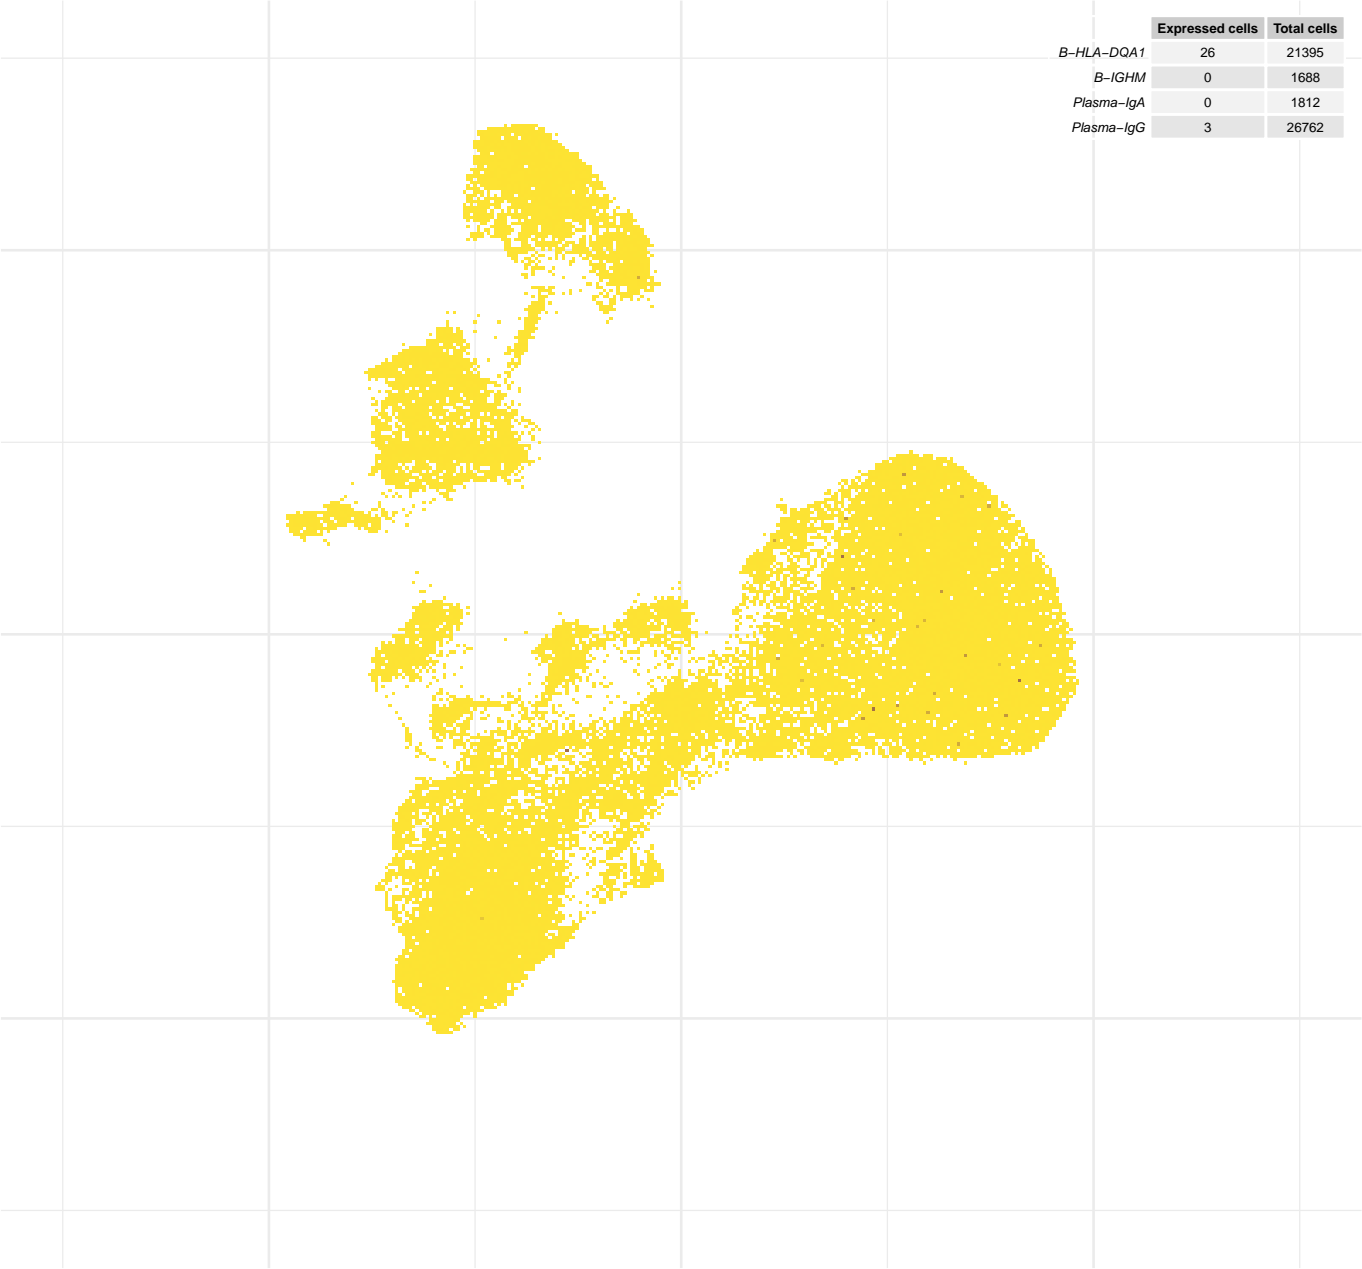 Expressed cells Total cells
B−HLA−DQA1 26 21395
B−IGHM 0 1688
Plasma−IgA 0 1812
Plasma−IgG 3 26762